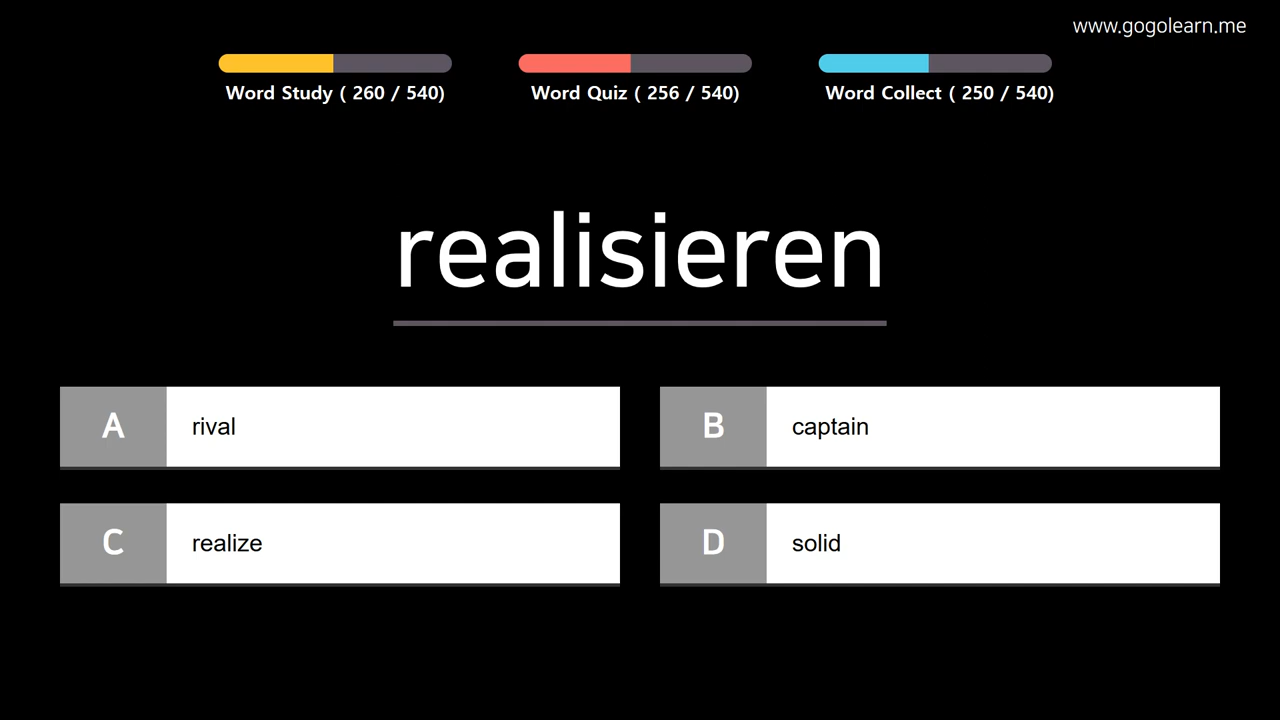 www.gogolearn.me
Word Study ( 260 / 540)
Word Quiz ( 256 / 540)
Word Collect ( 250 / 540)
realisieren
A rival
B captain
C realize
D solid